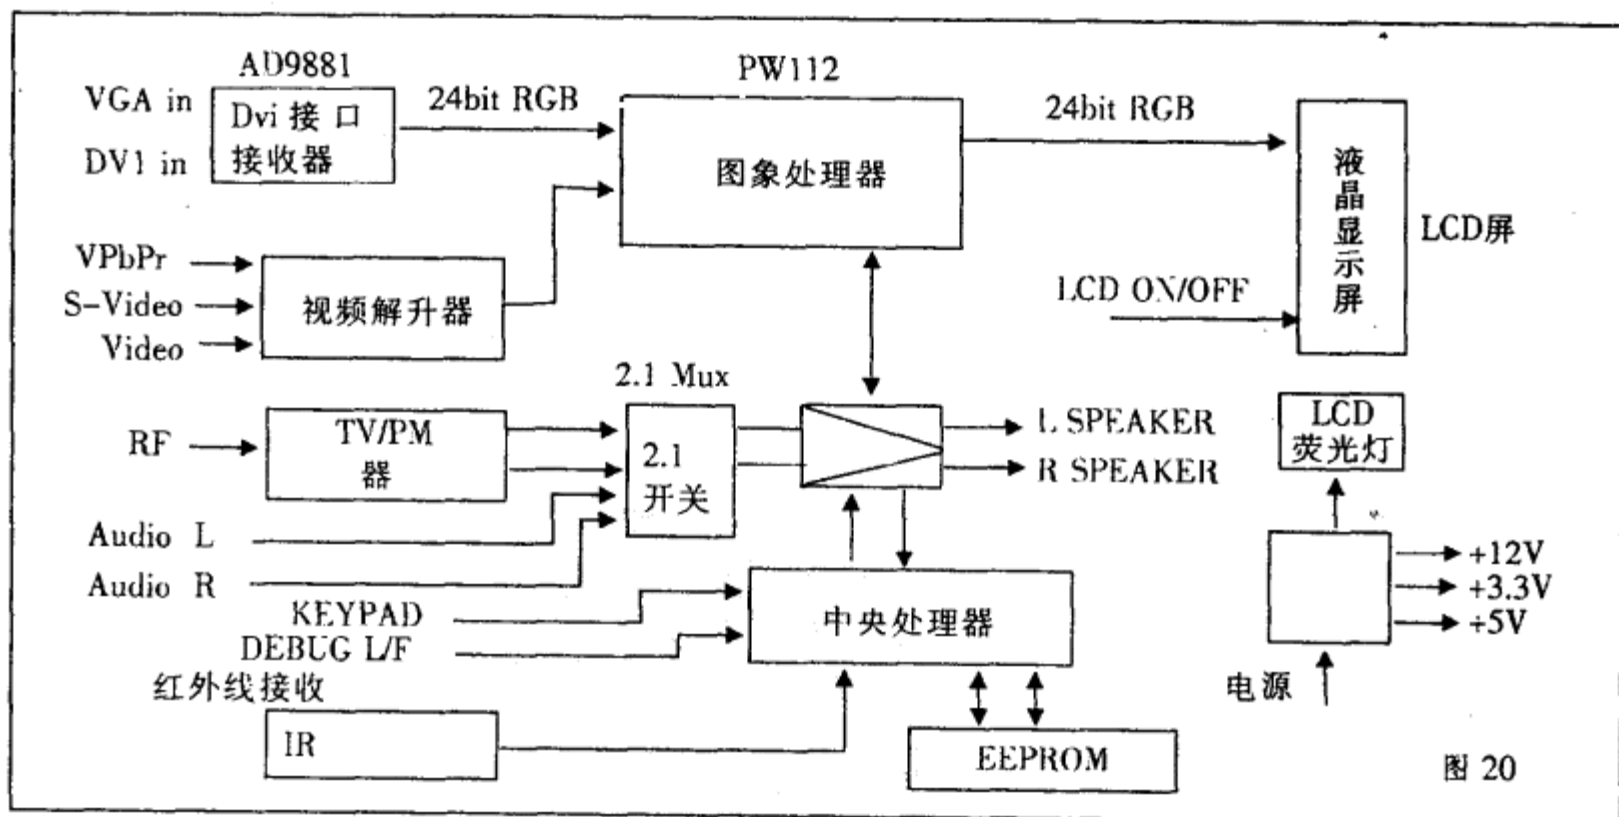 AD9881
PW112
VGA in
DV1 in
Dvi 接口
接收器
24bit RGB
图象处理器
24bit RGB
液晶显示屏
LCD屏
VPbPr
S-Video
Video
视频解升器
LCD ON/OFF
2.1 Mux
RF
TV/PM
器
2.1
开关
L SPEAKER
R SPEAKER
LCD
荧光灯
Audio L
Audio R
KEYPAD
DEBUG L/F
中央处理器
+12V
+3.3V
+5V
电源
红外线接收
IR
EEPROM
图 20